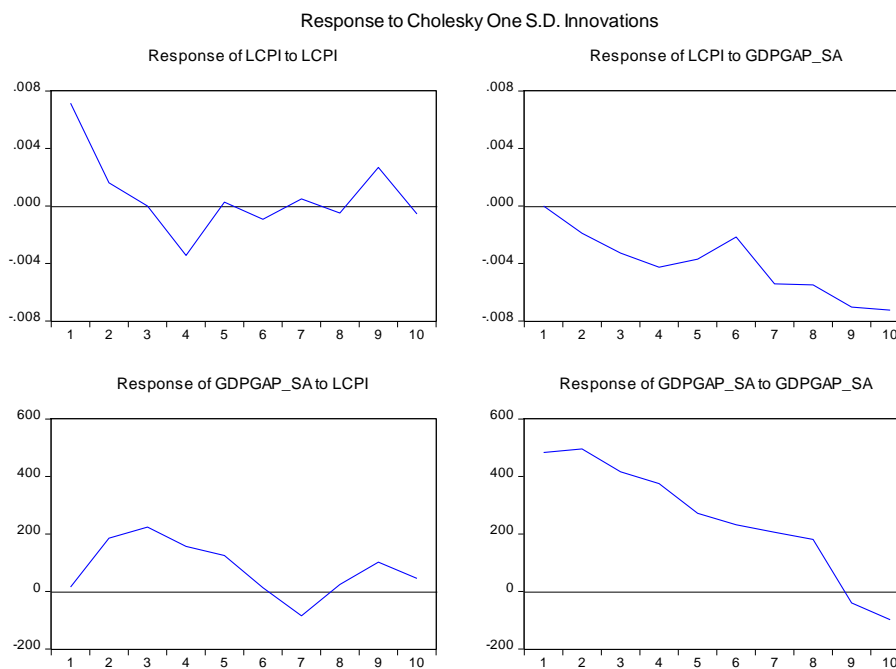 Response to Cholesky One S.D. Innovations
Response of LCPI to LCPI
.008
.004
.000
-.004
-.008
1 2 3 4 5 6 7 8 9 10
Response of LCPI to GDPGAP_SA
.008
.004
.000
-.004
-.008
1 2 3 4 5 6 7 8 9 10
Response of GDPGAP_SA to LCPI
600
400
200
0
-200
1 2 3 4 5 6 7 8 9 10
Response of GDPGAP_SA to GDPGAP_SA
600
400
200
0
-200
1 2 3 4 5 6 7 8 9 10